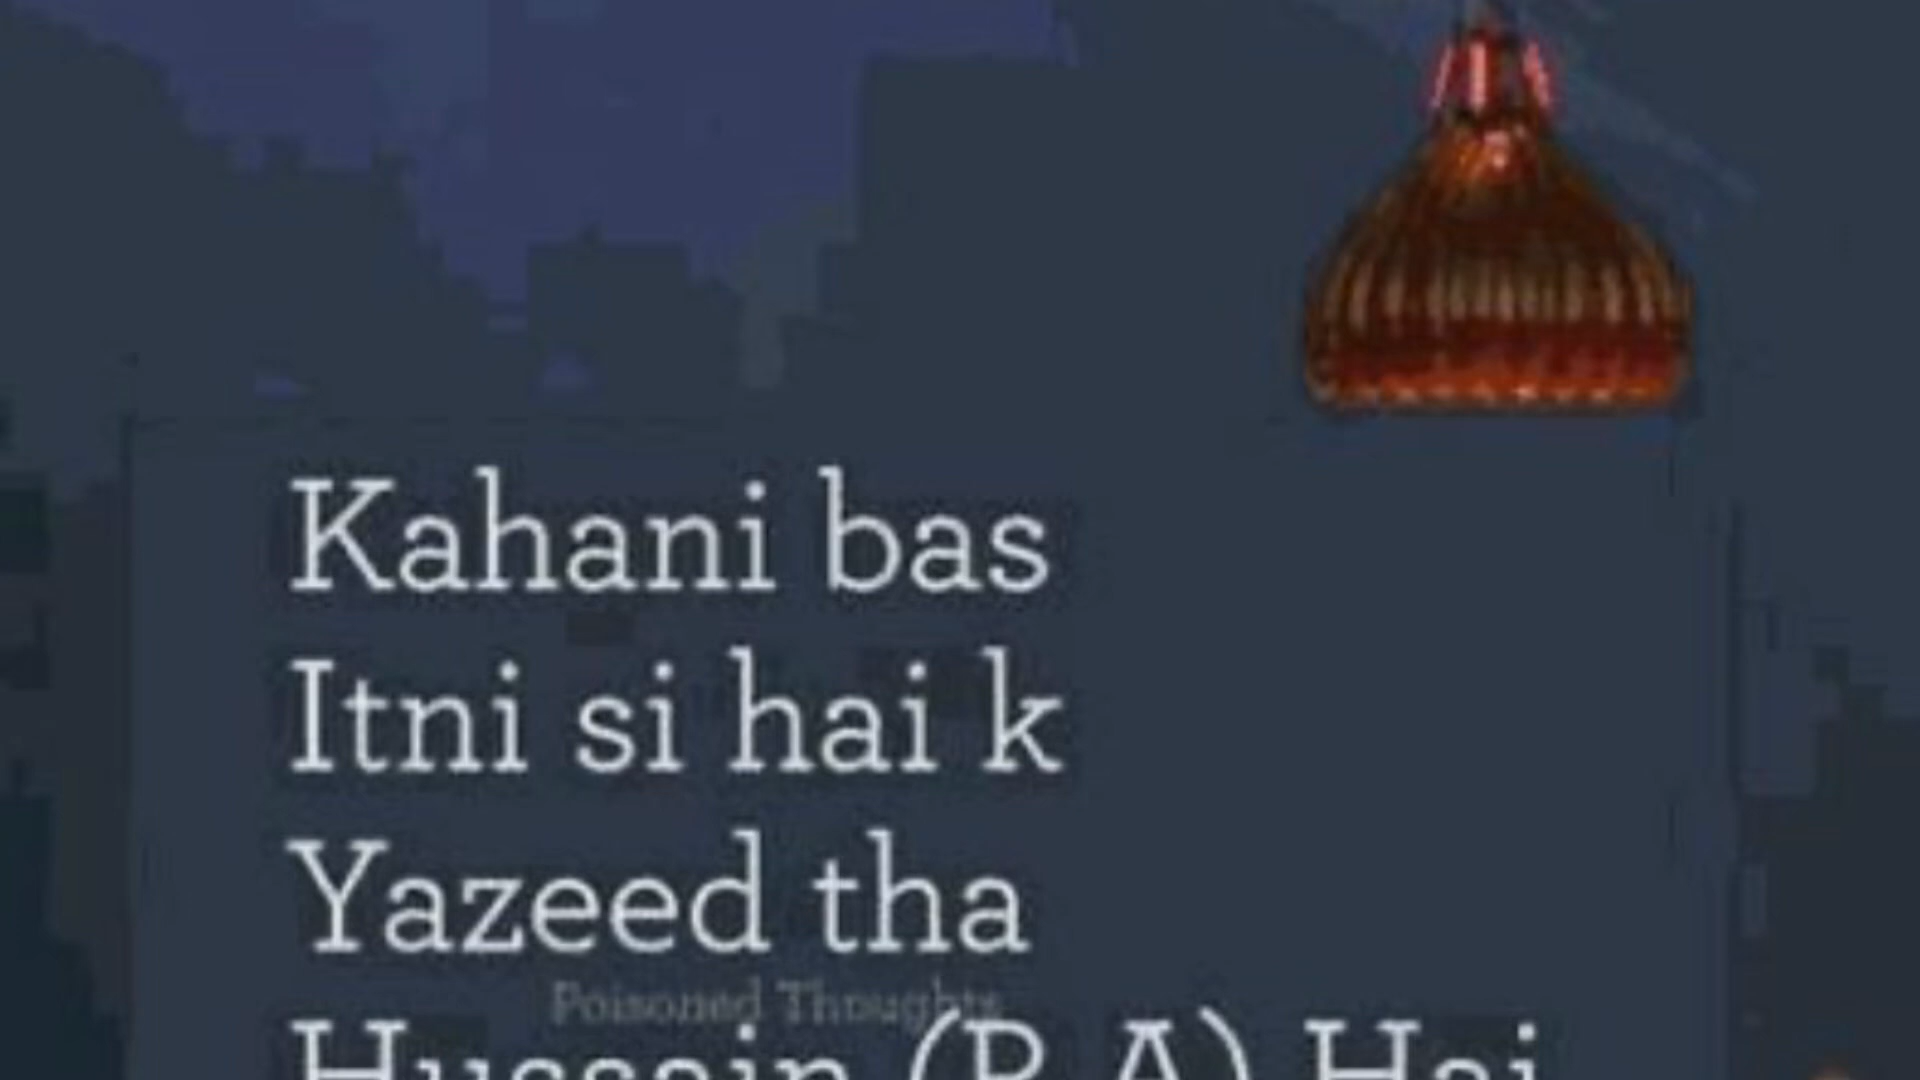 Kahani bas
Itni si hai k
Yazeed tha
Poisoned Thoughts
Hussain (R.A) Hai